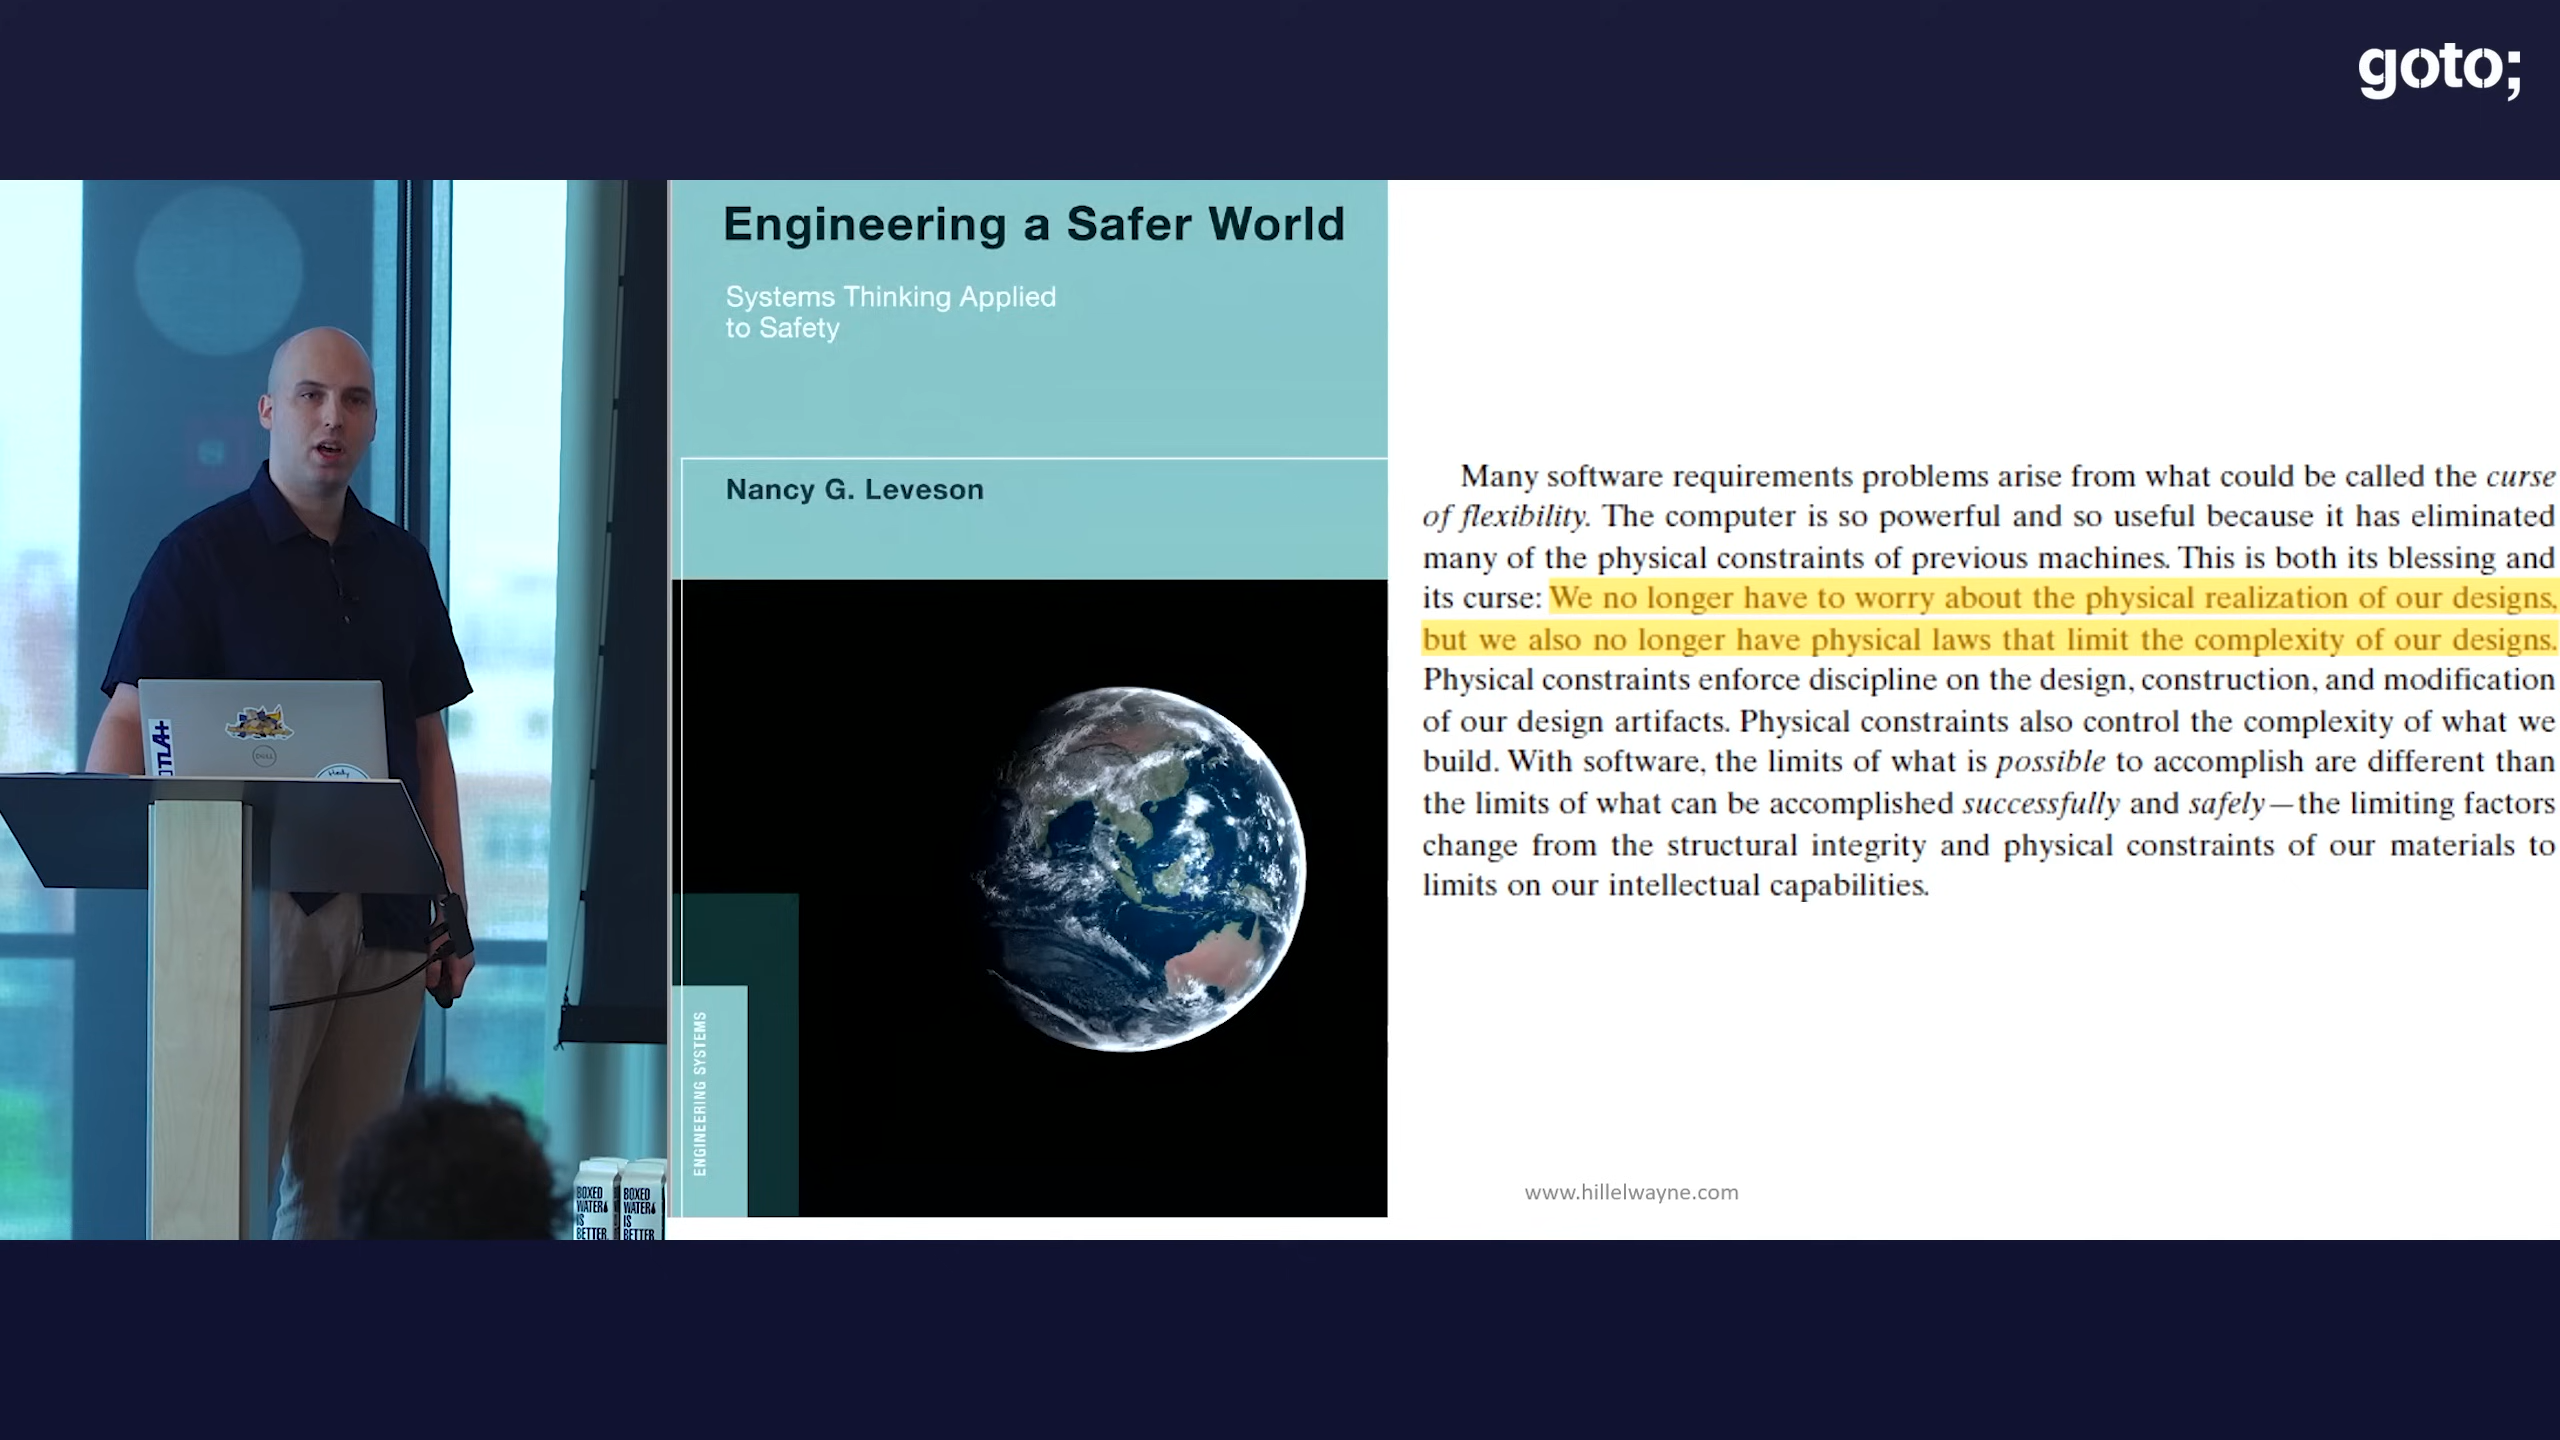 goto;
Engineering a Safer World
Systems Thinking Applied
to Safety
Nancy G. Leveson
ENGINEERING SYSTEMS
Many software requirements problems arise from what could be called the curse
of flexibility. The computer is so powerful and so useful because it has eliminated
many of the physical constraints of previous machines. This is both its blessing and
its curse: We no longer have to worry about the physical realization of our designs,
but we also no longer have physical laws that limit the complexity of our designs.
Physical constraints enforce discipline on the design, construction, and modification
of our design artifacts. Physical constraints also control the complexity of what we
build. With software, the limits of what is possible to accomplish are different than
the limits of what can be accomplished successfully and safely—the limiting factors
change from the structural integrity and physical constraints of our materials to
limits on our intellectual capabilities.
www.hillelwayne.com
TLA+
DELL
BOXED
WATER
IS
BETTER.
BOXED
WATER
IS
BETTER.